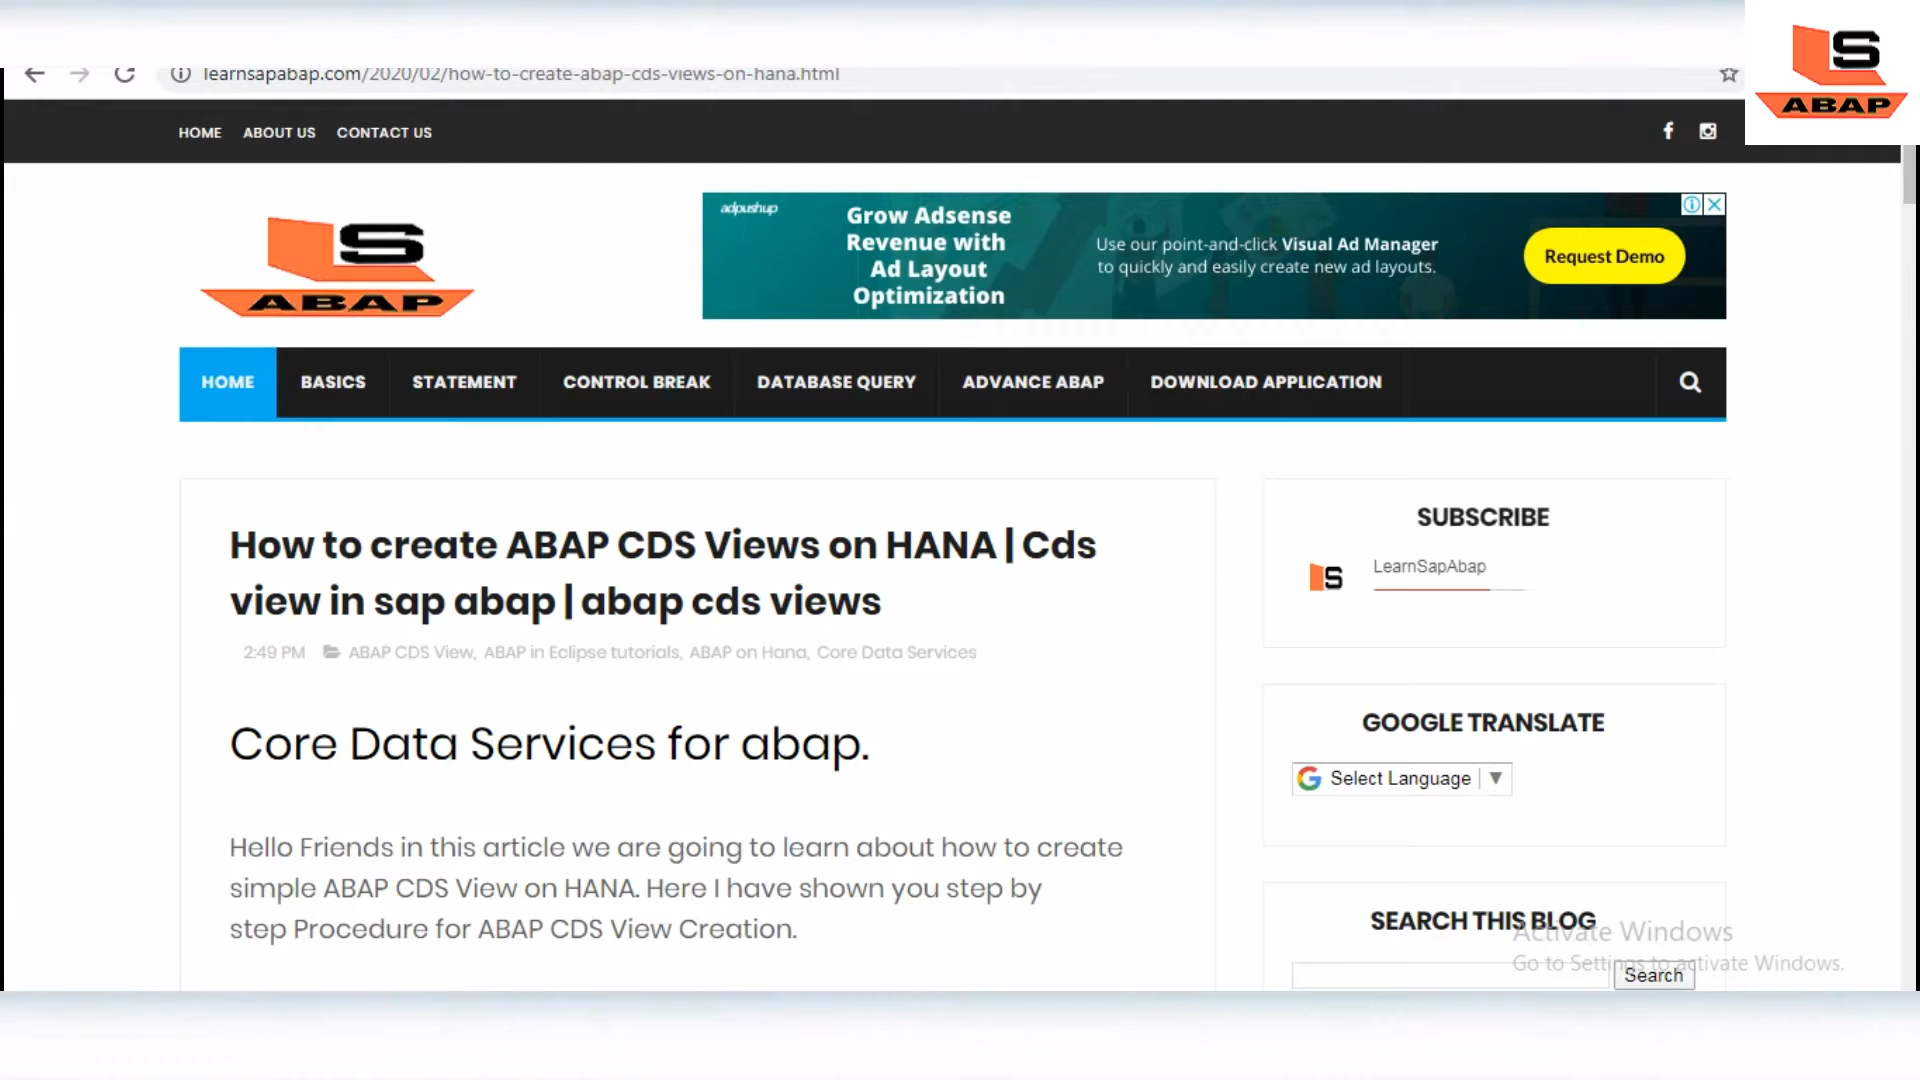 learnsapabap.com/2020/02/how-to-create-abap-cds-views-on-hana.html
LS
ABAP
HOME ABOUT US CONTACT US
LS
ABAP
adpushup
Grow Adsense
Revenue with
Ad Layout
Optimization
Use our point-and-click Visual Ad Manager
to quickly and easily create new ad layouts.
Request Demo
HOME BASICS STATEMENT CONTROL BREAK DATABASE QUERY ADVANCE ABAP DOWNLOAD APPLICATION
How to create ABAP CDS Views on HANA | Cds
view in sap abap | abap cds views
2:49 PM ABAP CDS View, ABAP in Eclipse tutorials, ABAP on Hana, Core Data Services
Core Data Services for abap.
Hello Friends in this article we are going to learn about how to create
simple ABAP CDS View on HANA. Here I have shown you step by
step Procedure for ABAP CDS View Creation.
SUBSCRIBE
LS
LearnSapAbap
GOOGLE TRANSLATE
Select Language
SEARCH THIS BLOG
Search
Activate Windows
Go to Settings to activate Windows.